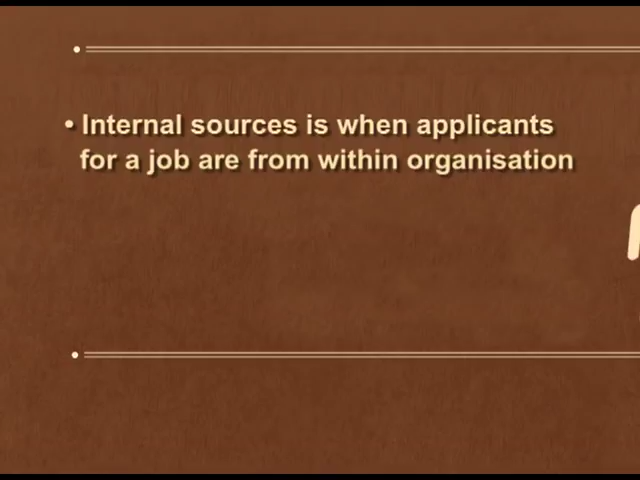 • Internal sources is when applicants
for a job are from within organisation